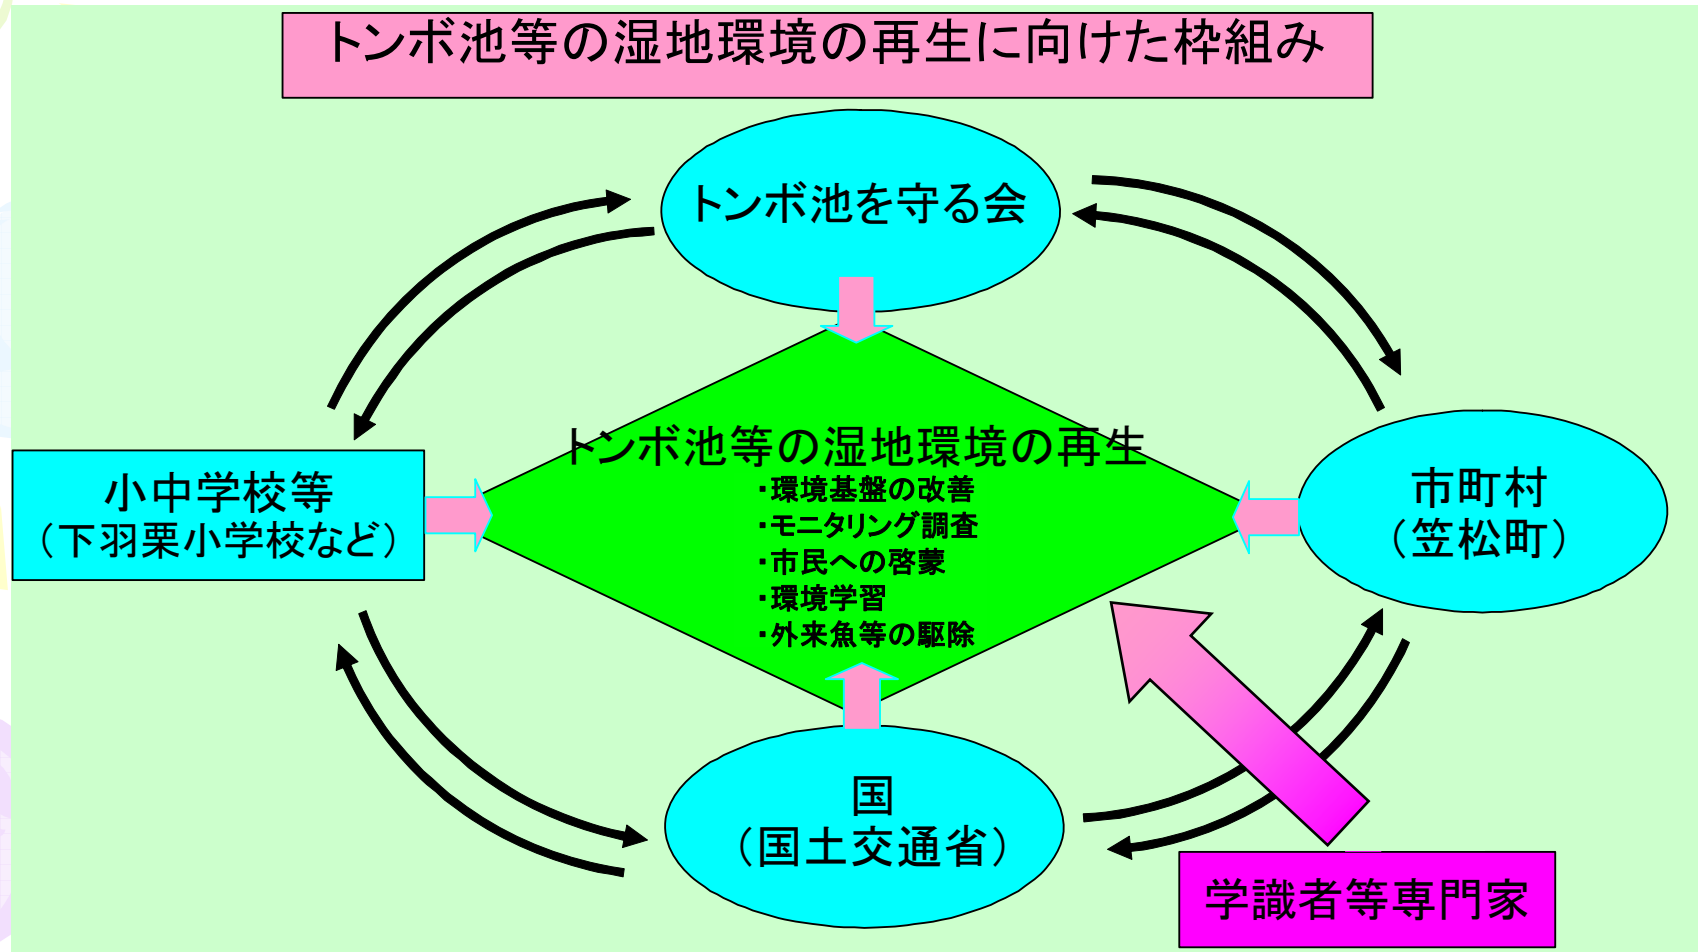 トンボ池等の湿地環境の再生に向けた枠組み
トンボ池を守る会
トンボ池等の湿地環境の再生
・環境基盤の改善
・モニタリング調査
・市民への啓蒙
・環境学習
・外来魚等の駆除
小中学校等
（下羽栗小学校など）
市町村
（笠松町）
国
（国土交通省）
学識者等専門家